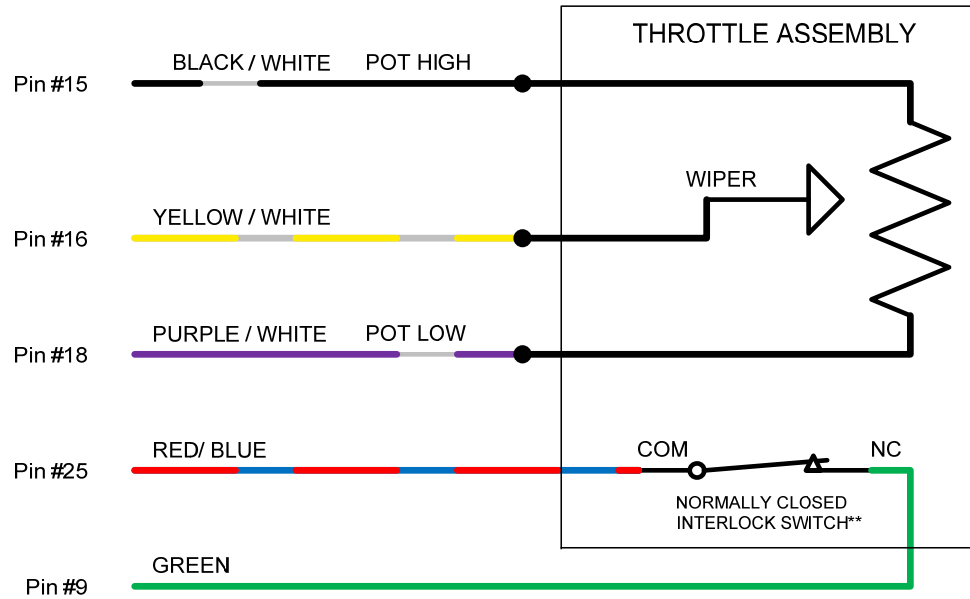 THROTTLE ASSEMBLY
BLACK / WHITE POT HIGH
Pin #15
WIPER
YELLOW / WHITE
Pin #16
PURPLE / WHITE POT LOW
Pin #18
RED/ BLUE COM NC
Pin #25
NORMALLY CLOSED
INTERLOCK SWITCH**
GREEN
Pin #9